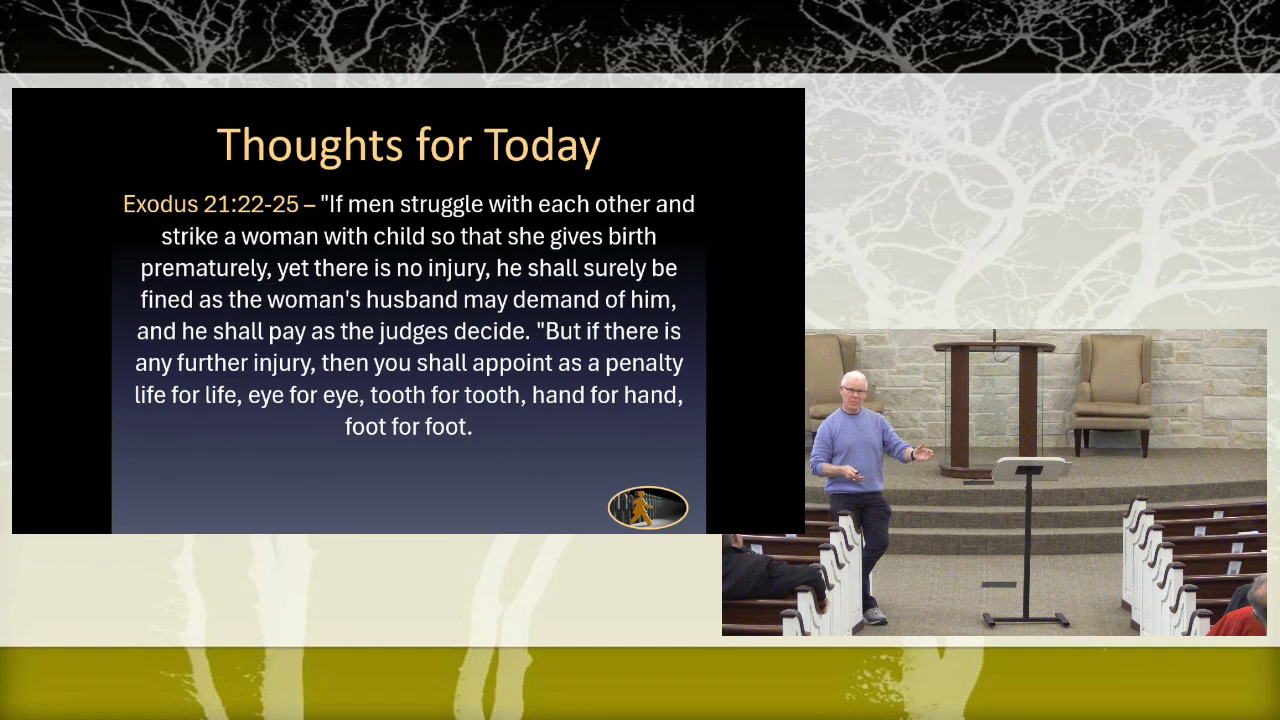 Thoughts for Today
Exodus 21:22-25 – "If men struggle with each other and
strike a woman with child so that she gives birth
prematurely, yet there is no injury, he shall surely be
fined as the woman's husband may demand of him,
and he shall pay as the judges decide. "But if there is
any further injury, then you shall appoint as a penalty
life for life, eye for eye, tooth for tooth, hand for hand,
foot for foot.